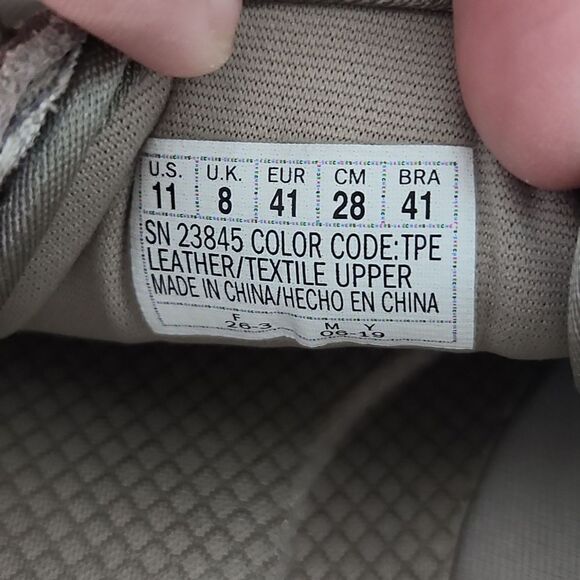 U.S. U.K. EUR CM BRA
11 8 41 28 41
SN 23845 COLOR CODE:TPE
LEATHER/TEXTILE UPPER
MADE IN CHINA/HECHO EN CHINA
F M Y
26-3 06-19